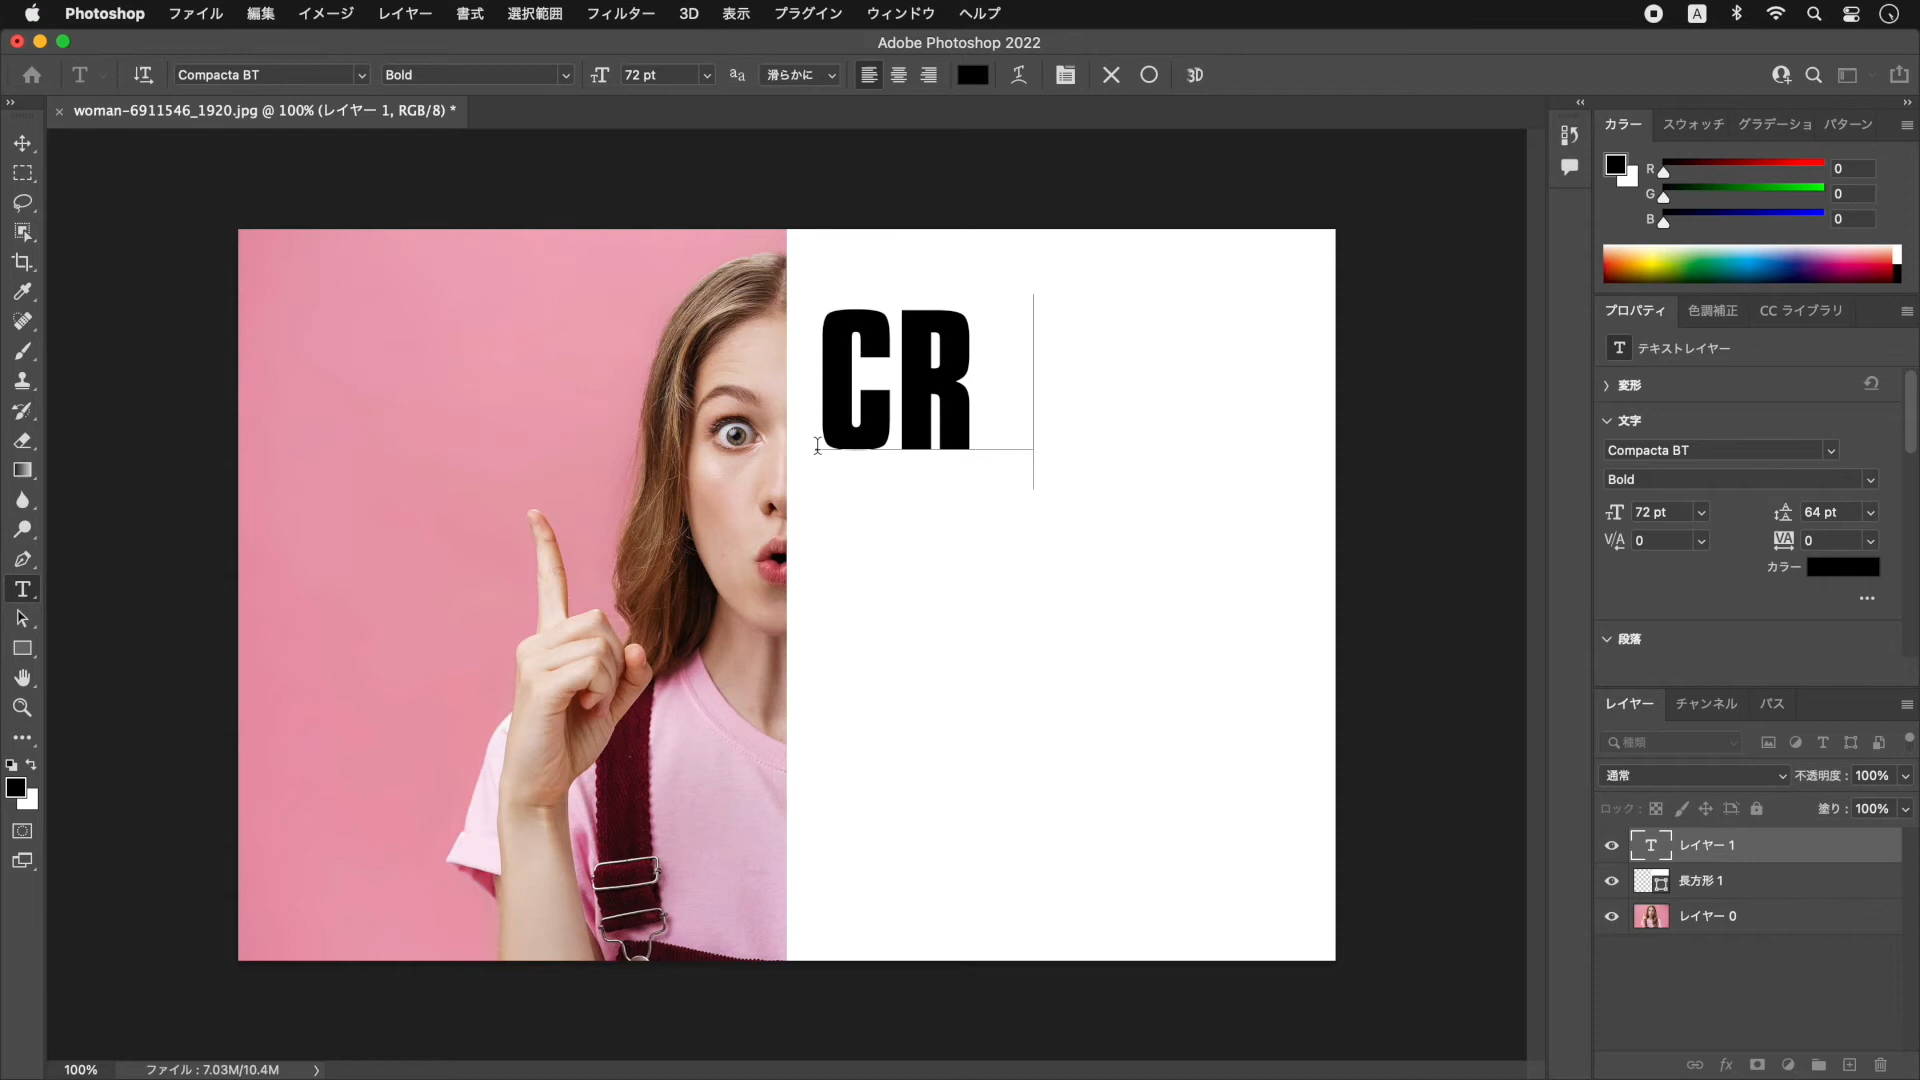 Photoshop ファイル 編集 イメージ レイヤー 書式 選択範囲 フィルター 3D 表示 プラグイン ウィンドウ ヘルプ A
Adobe Photoshop 2022
Compacta BT Bold 72 pt aa 滑らかに 3D
woman-6911546_1920.jpg @ 100% (レイヤー 1, RGB/8) *
カラー スウォッチ グラデーショ パターン
R 0
G 0
B 0
CR
プロパティ 色調補正 CC ライブラリ
T テキストレイヤー
変形
文字
Compacta BT
Bold
72 pt 64 pt
V/A 0 VA 0
カラー
段落
レイヤー チャンネル パス
種類
通常 不透明度 : 100%
ロック : 塗り : 100%
T レイヤー 1
長方形 1
レイヤー 0
100% ファイル : 7.03M/10.4M
fx